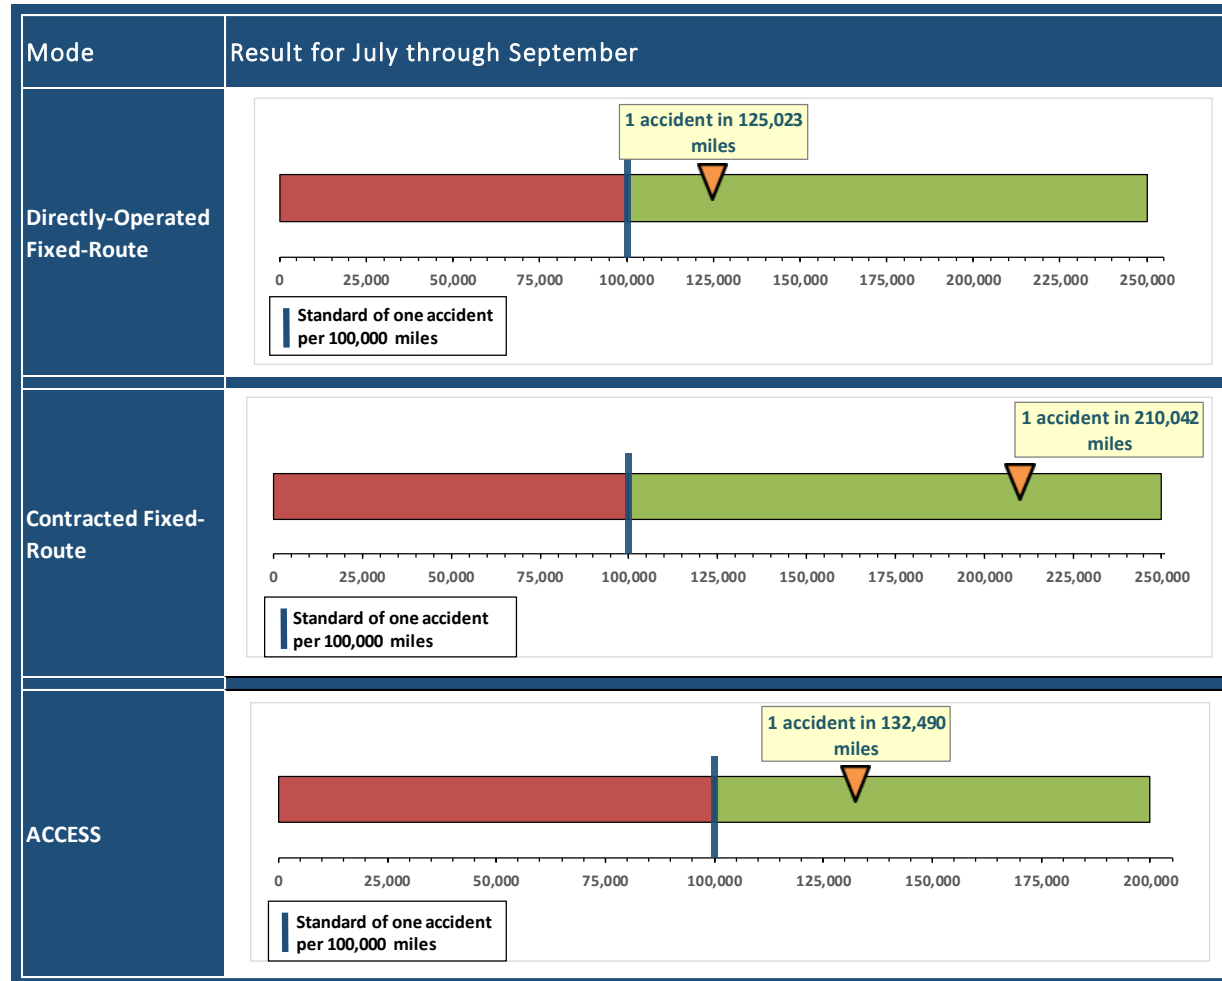 Mode
Result for July through September
Directly-Operated
Fixed-Route
1 accident in 125,023
miles
0 25,000 50,000 75,000 100,000 125,000 150,000 175,000 200,000 225,000 250,000
Standard of one accident
per 100,000 miles
Contracted Fixed-
Route
1 accident in 210,042
miles
0 25,000 50,000 75,000 100,000 125,000 150,000 175,000 200,000 225,000 250,000
Standard of one accident
per 100,000 miles
ACCESS
1 accident in 132,490
miles
0 25,000 50,000 75,000 100,000 125,000 150,000 175,000 200,000
Standard of one accident
per 100,000 miles